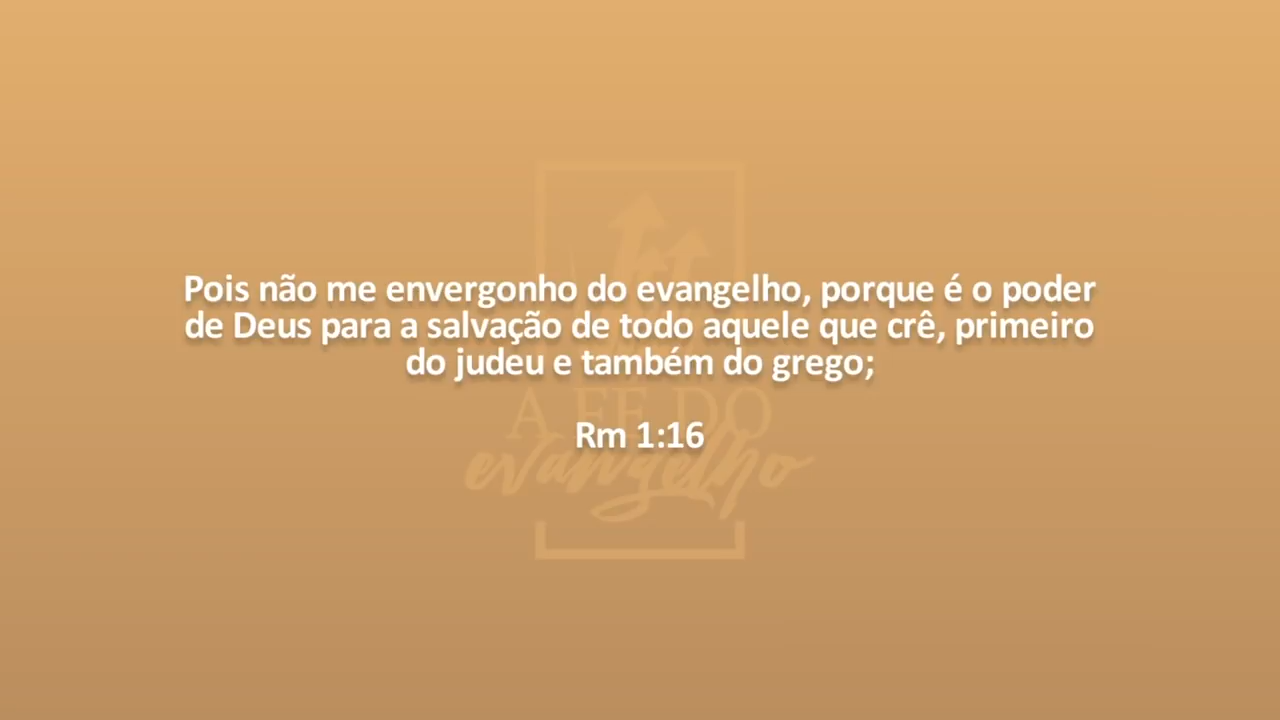 Pois não me envergonho do evangelho, porque é o poder
de Deus para a salvação de todo aquele que crê, primeiro
do judeu e também do grego;
Rm 1:16
A FÉ DO
evangelho